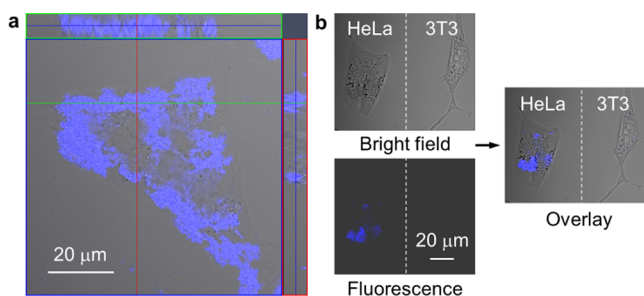 a
20 μm
b
HeLa 3T3
Bright field
20 μm
Fluorescence
HeLa 3T3
Overlay